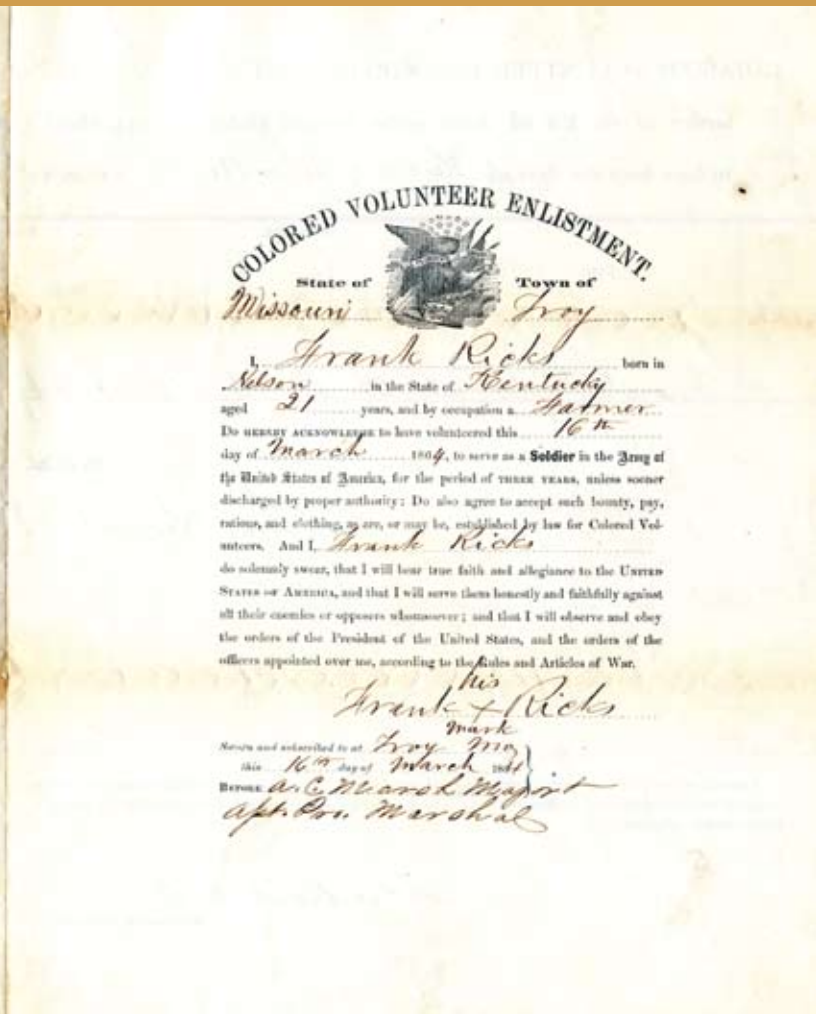 COLORED VOLUNTEER ENLISTMENT.
State of Town of
Missouri Troy
I, Frank Ricks born in
Nelson in the State of Kentucky
aged 21 years, and by occupation a Farmer
Do HEREBY ACKNOWLEDGE to have volunteered this 16th
day of March 1864, to serve as a Soldier in the Army of
the United States of America, for the period of THREE YEARS, unless sooner
discharged by proper authority; Do also agree to accept such bounty, pay,
rations, and clothing, as are, or may be, established by law for Colored Vol-
unteers. And I, Frank Ricks
do solemnly swear, that I will bear true faith and allegiance to the UNITED
STATES OF AMERICA, and that I will serve them honestly and faithfully against
all their enemies or opposers whomsoever; and that I will observe and obey
the orders of the President of the United States, and the orders of the
officers appointed over me, according to the Rules and Articles of War.
his
Frank x Ricks
mark
Sworn and subscribed to at Troy Mo
this 16th day of March 1864
BEFORE A. C. Marsh
Marshal